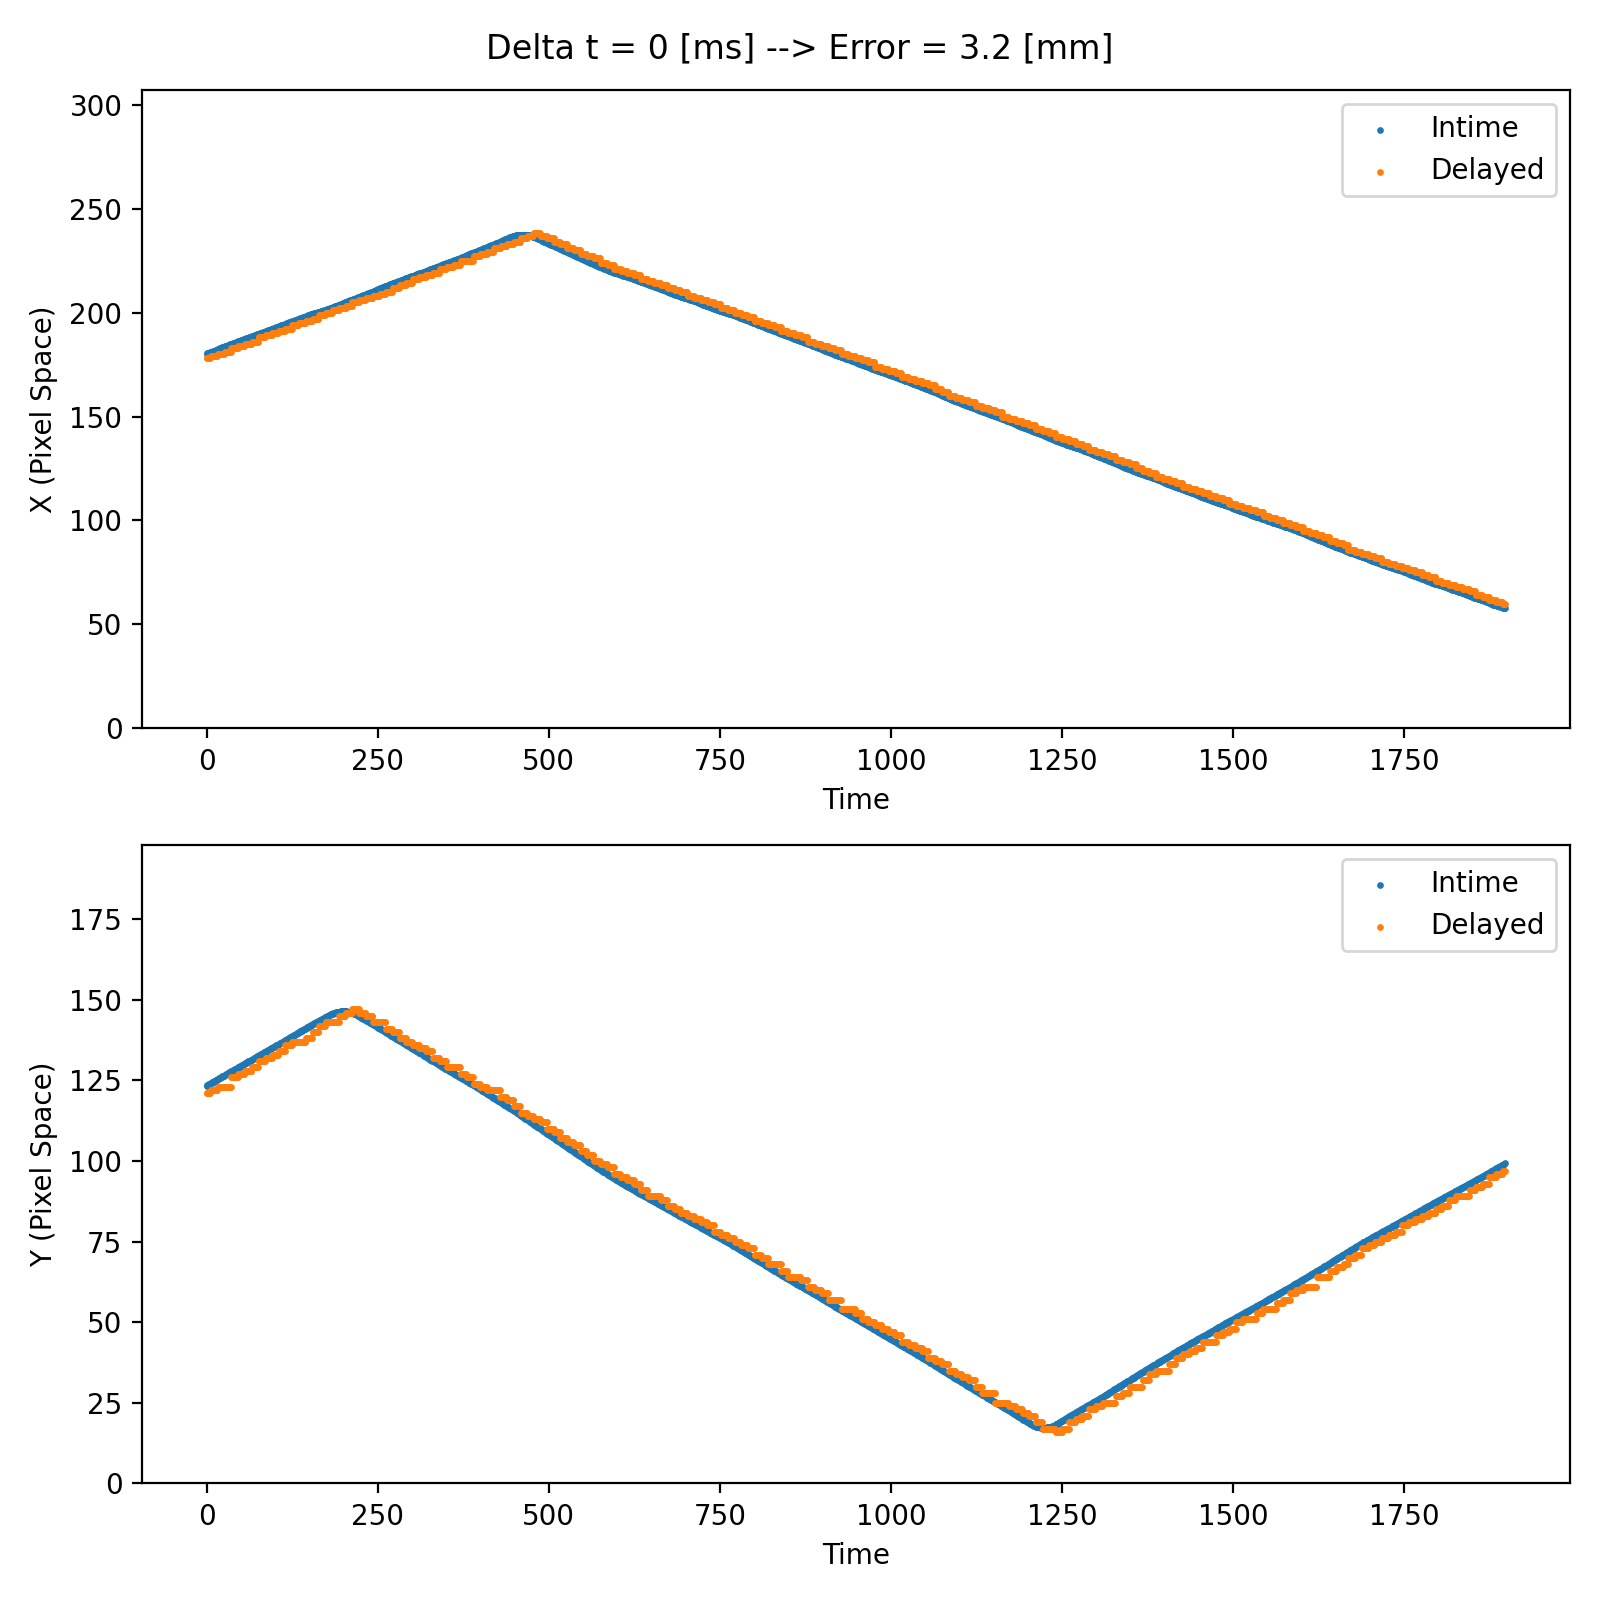 Delta t = 0 [ms] --> Error = 3.2 [mm]
300
250
200
150
100
50
0
X (Pixel Space)
Intime
Delayed
0 250 500 750 1000 1250 1500 1750
Time
175
150
125
100
75
50
25
0
Y (Pixel Space)
Intime
Delayed
0 250 500 750 1000 1250 1500 1750
Time